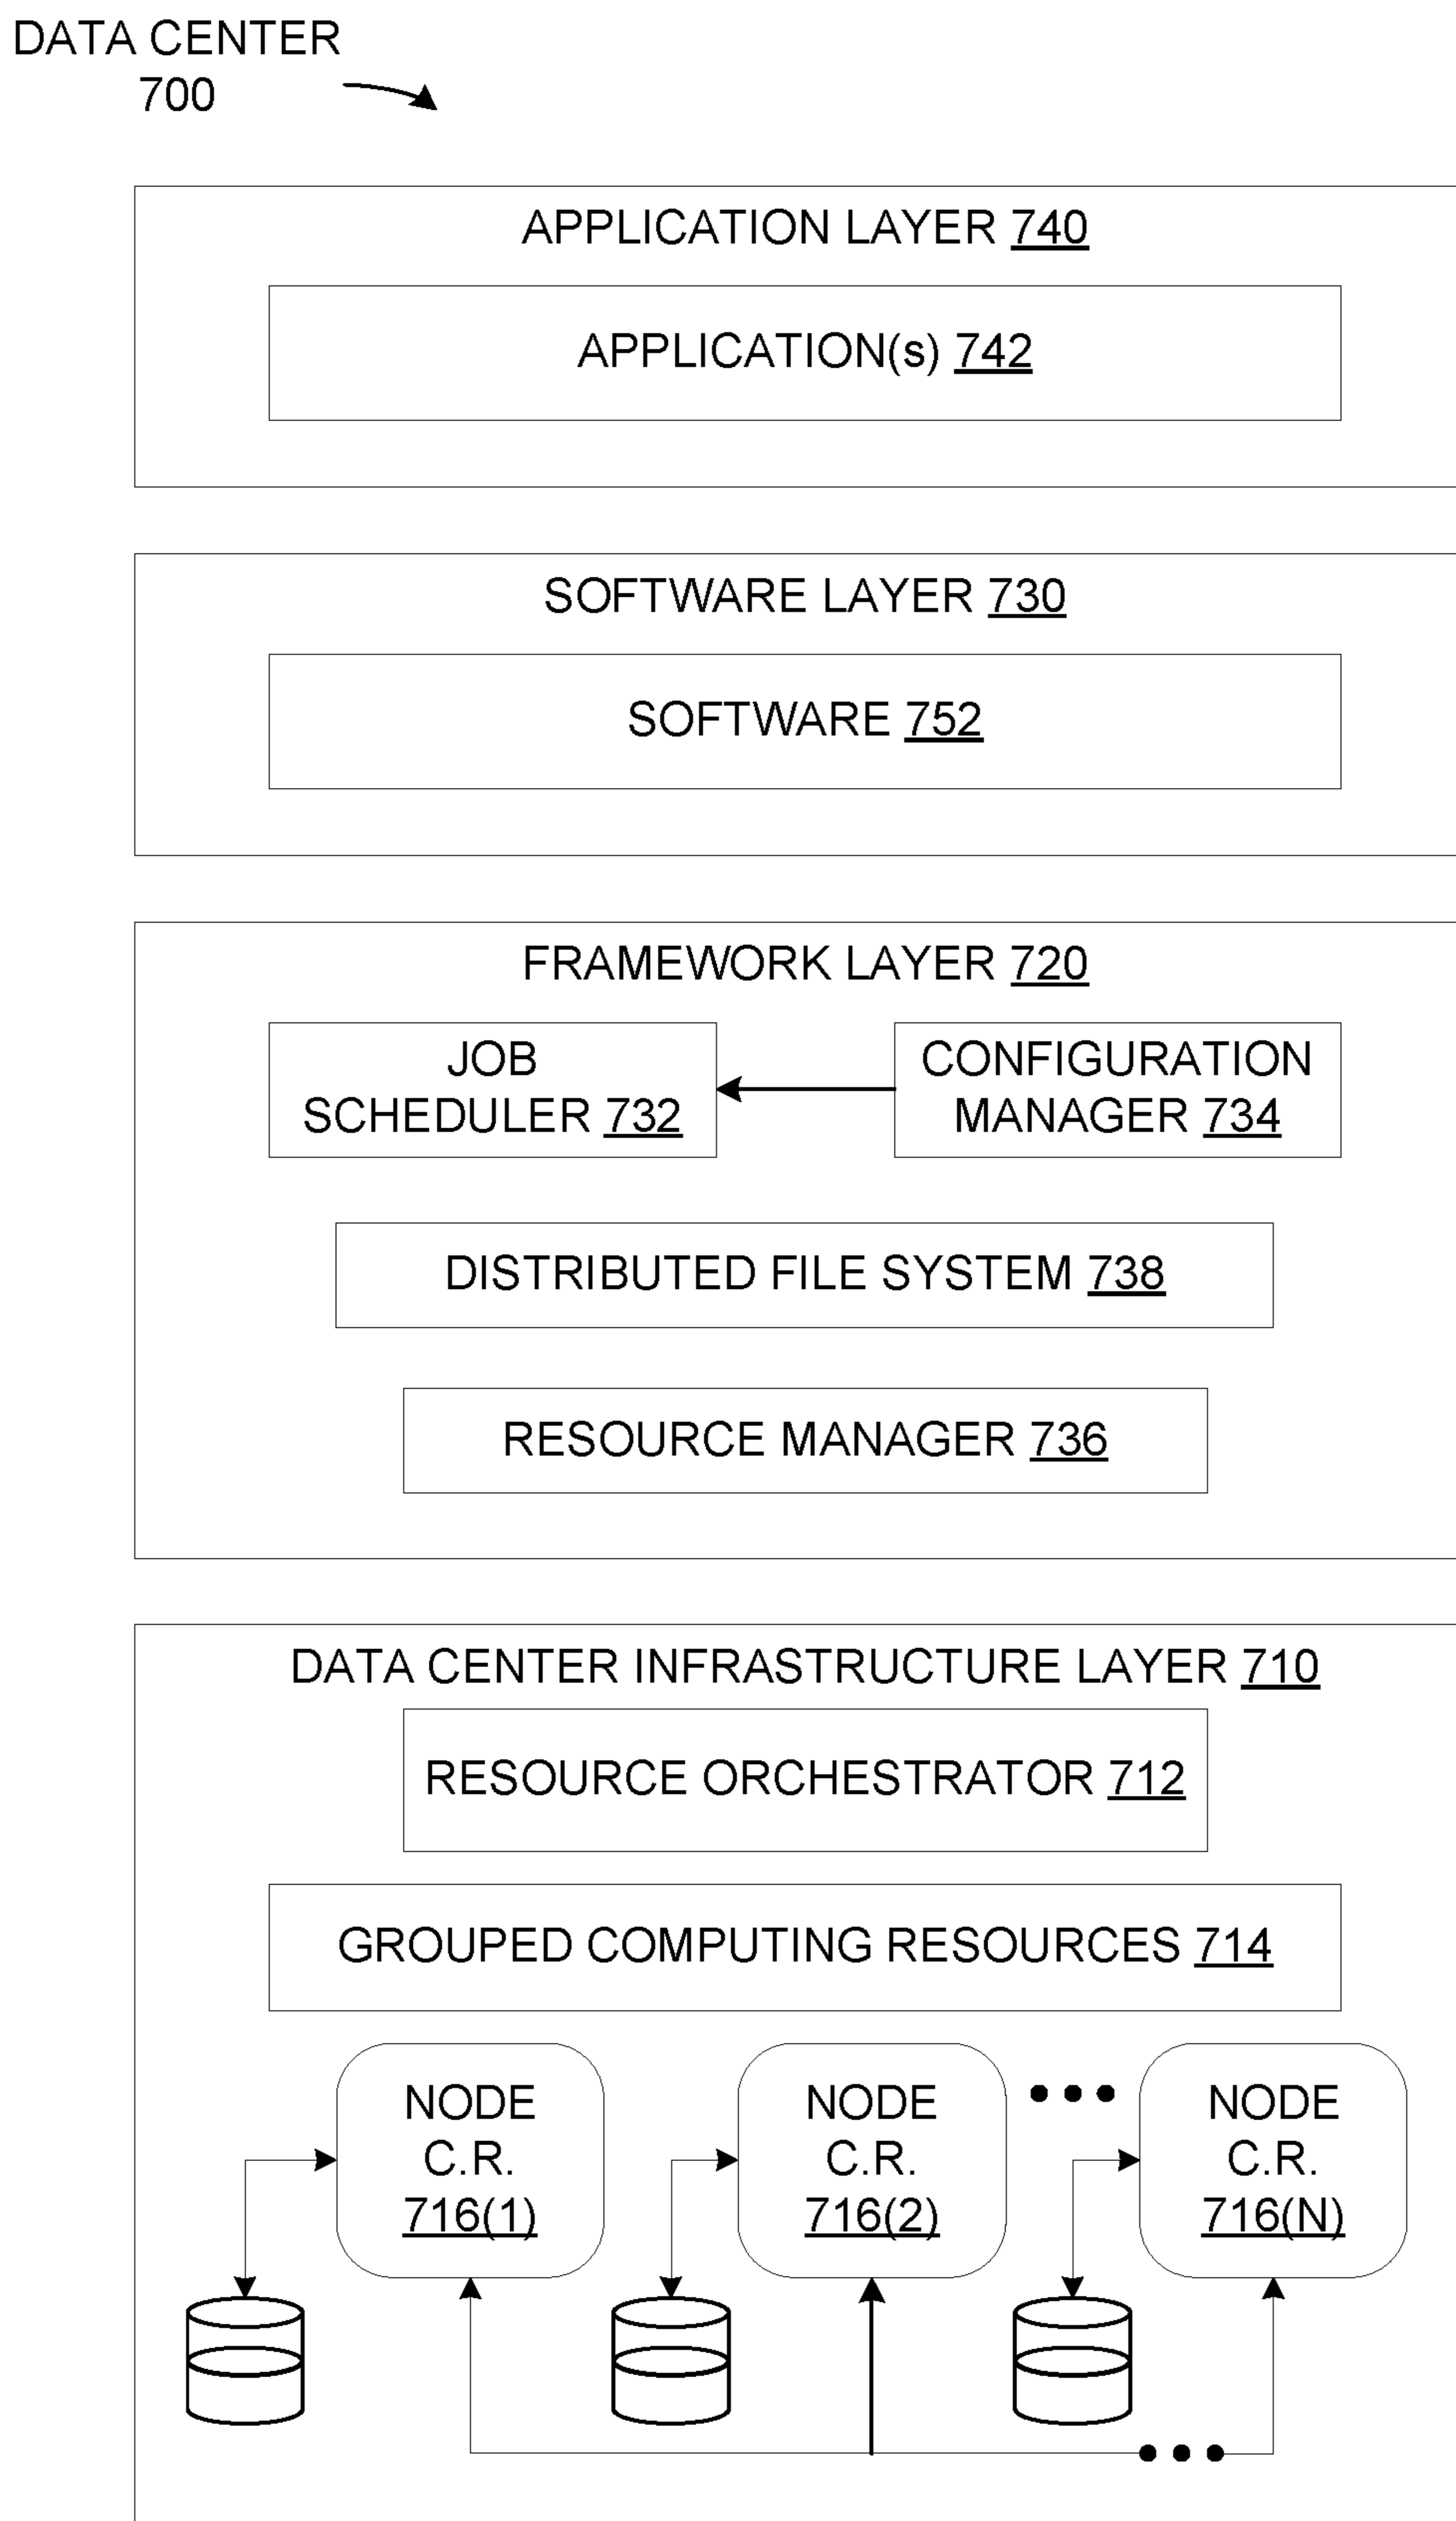 DATA CENTER
700
APPLICATION LAYER 740
APPLICATION(s) 742
SOFTWARE LAYER 730
SOFTWARE 752
FRAMEWORK LAYER 720
JOB
SCHEDULER 732
CONFIGURATION
MANAGER 734
DISTRIBUTED FILE SYSTEM 738
RESOURCE MANAGER 736
DATA CENTER INFRASTRUCTURE LAYER 710
RESOURCE ORCHESTRATOR 712
GROUPED COMPUTING RESOURCES 714
NODE
C.R.
716(1)
NODE
C.R.
716(2)
NODE
C.R.
716(N)